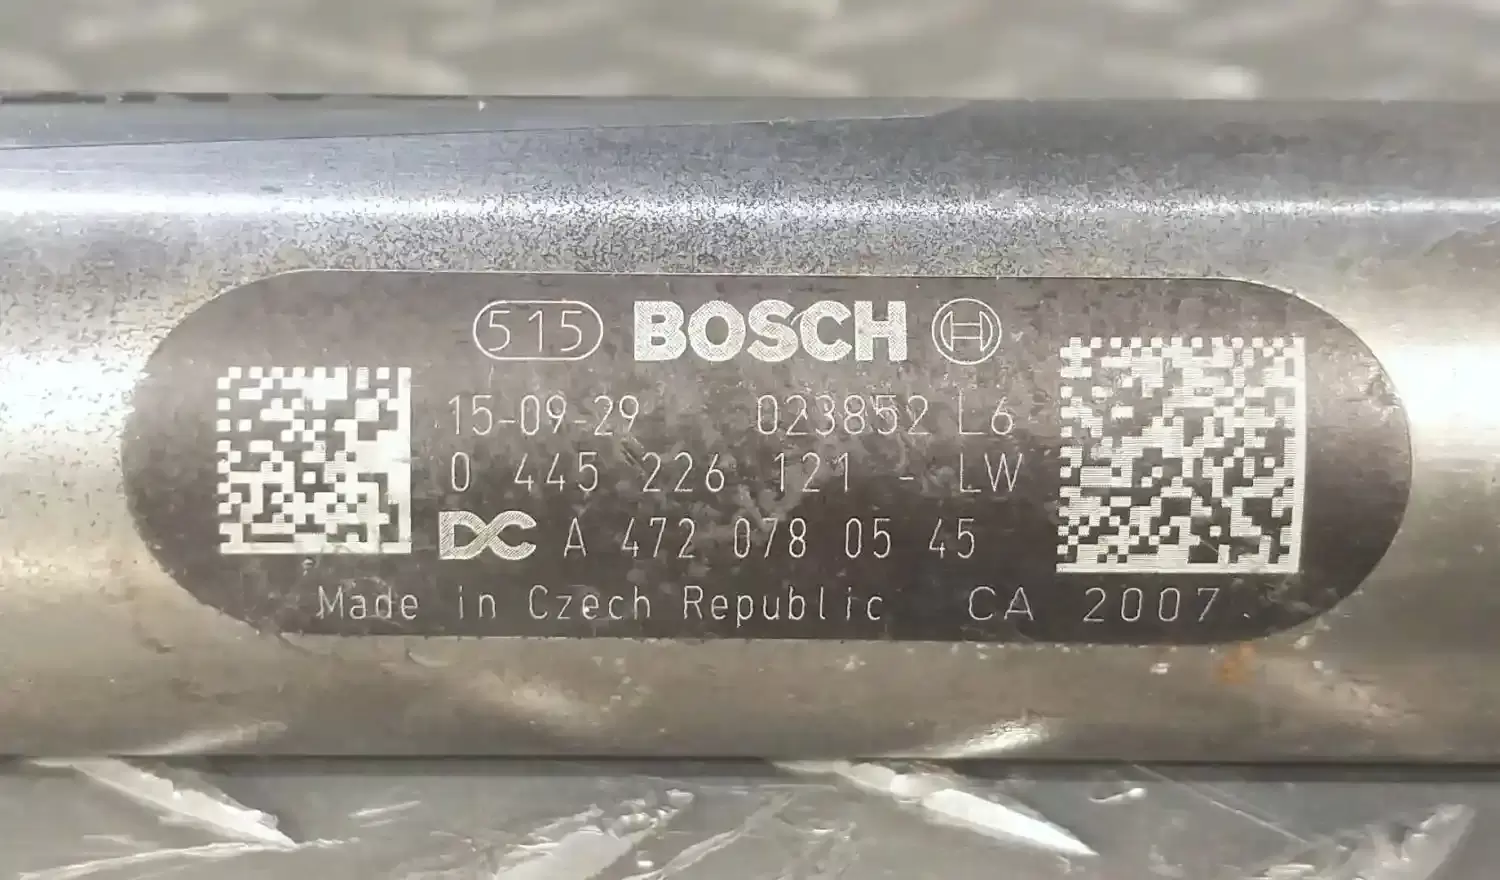 515 BOSCH
15-09-29 023852 L6
0 445 226 121 - LW
DC A 472 078 05 45
Made in Czech Republic CA 2007.